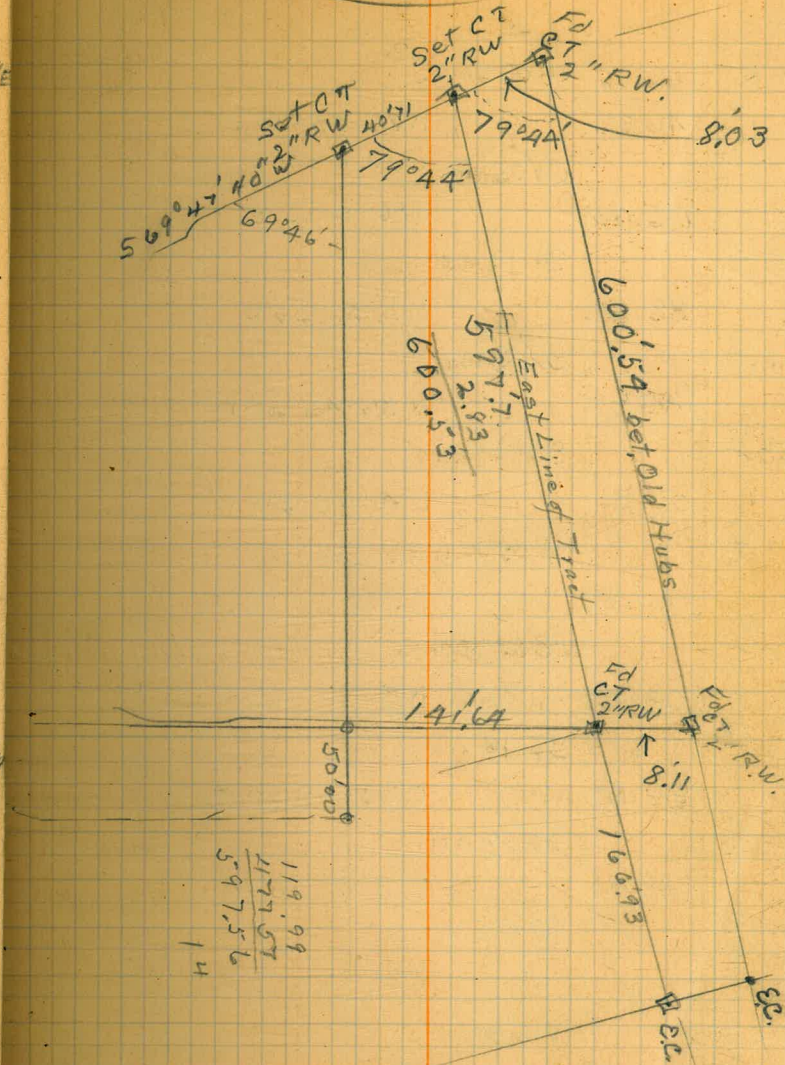 Fd
CT
2" RW.
Set CT
2" RW
Set CT
2" RW
8.'03
79°44'
40.'71
79°44'
S 69°47' 40" W
69°46'
600.'54 bet. Old Hubs
East Line of Tract
597.'7
2.83
600.53
141.'64
Fd
CT
2" RW
Fd
CT
R.W.
8.'11
50.'00
166.'93
119.99
477.57
597.56
14
E.C.
E.C.